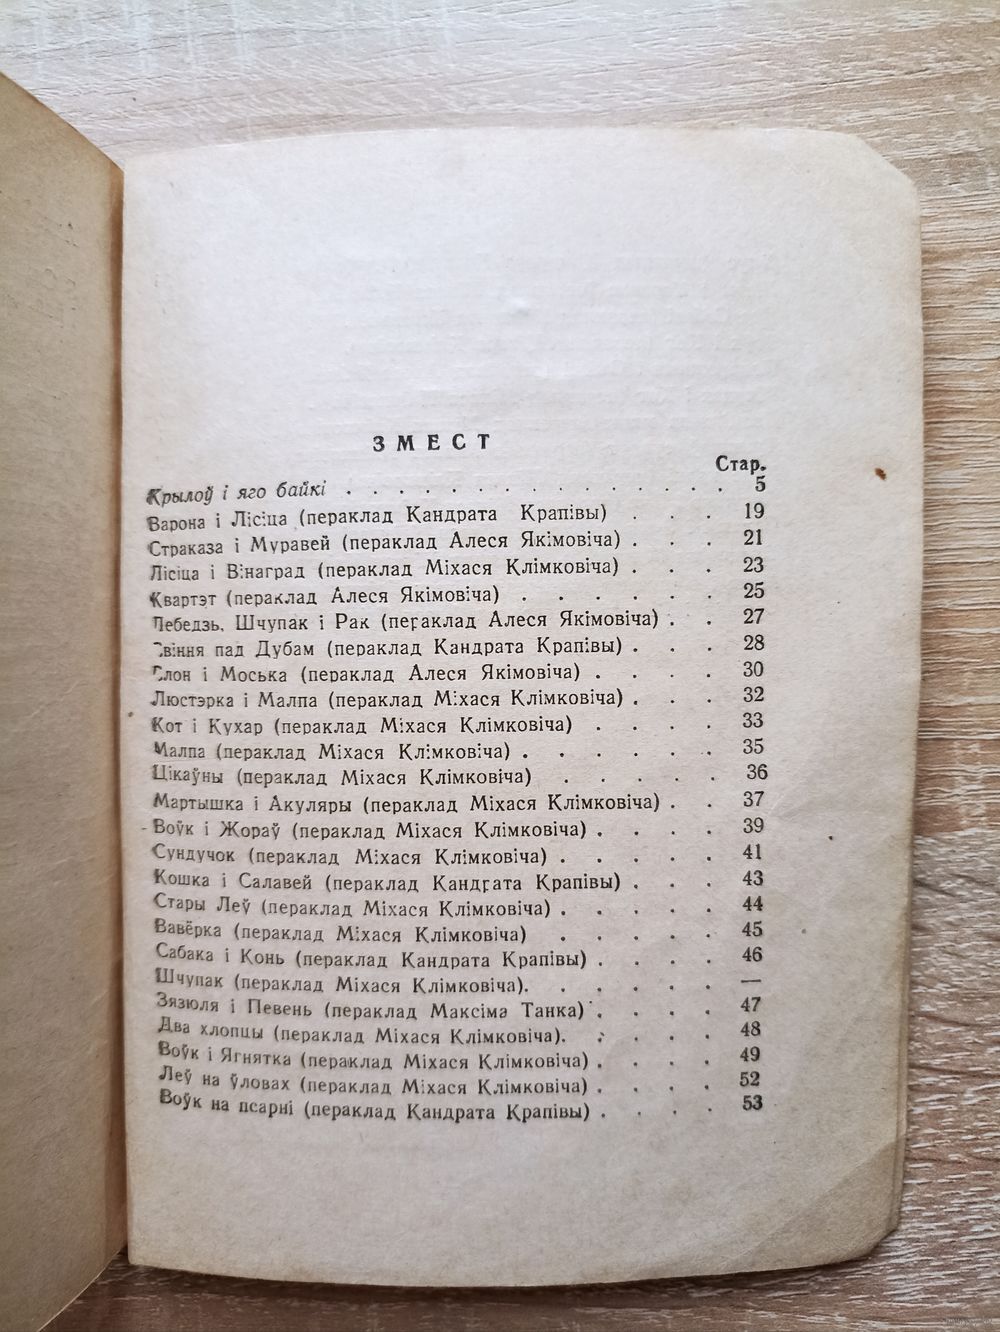 ЗМЕСТ
Стар.
Крылоў і яго байкі . . . . . . . . . . . . . . . 5
Варона і Лісіца (пераклад Кандрата Крапівы) . . . 19
Страказа і Муравей (пераклад Алеся Якімовіча) . . . 21
Лісіца і Вінаград (пераклад Міхася Клімковіча) . . . 23
Квартэт (пераклад Алеся Якімовіча) . . . . . . 25
Лебедзь, Шчупак і Рак (пераклад Алеся Якімовіча) . . 27
Свіння пад Дубам (пераклад Кандрата Крапівы) . . . 28
Слон і Моська (пераклад Алеся Якімовіча) . . . . 30
Люстэрка і Малпа (пераклад Міхася Клімковіча) . . . 32
Кот і Кухар (пераклад Міхася Клімковіча) . . . . 33
Малпа (пераклад Міхася Клімковіча) . . . . . . 35
Цікаўны (пераклад Міхася Клімковіча) . . . . . 36
Мартышка і Акуляры (пераклад Міхася Клімковіча) . . 37
Воўк і Жораў (пераклад Міхася Клімковіча) . . . . 39
Сундучок (пераклад Міхася Клімковіча) . . . . . 41
Кошка і Салавей (пераклад Кандрата Крапівы) . . . 43
Стары Леў (пераклад Міхася Клімковіча) . . . . . 44
Вавёрка (пераклад Міхася Клімковіча) . . . . . 45
Сабака і Конь (пераклад Кандрата Крапівы) . . . . 46
Шчупак (пераклад Міхася Клімковіча). . . . . . —
Зязюля і Певень (пераклад Максіма Танка) . . . . 47
Два хлопцы (пераклад Міхася Клімковіча). . . . . 48
Воўк і Ягнятка (пераклад Міхася Клімковіча) . . . . 49
Леў на ўловах (пераклад Міхася Клімковіча) . . . . 52
Воўк на псарні (пераклад Кандрата Крапівы) . . . . 53